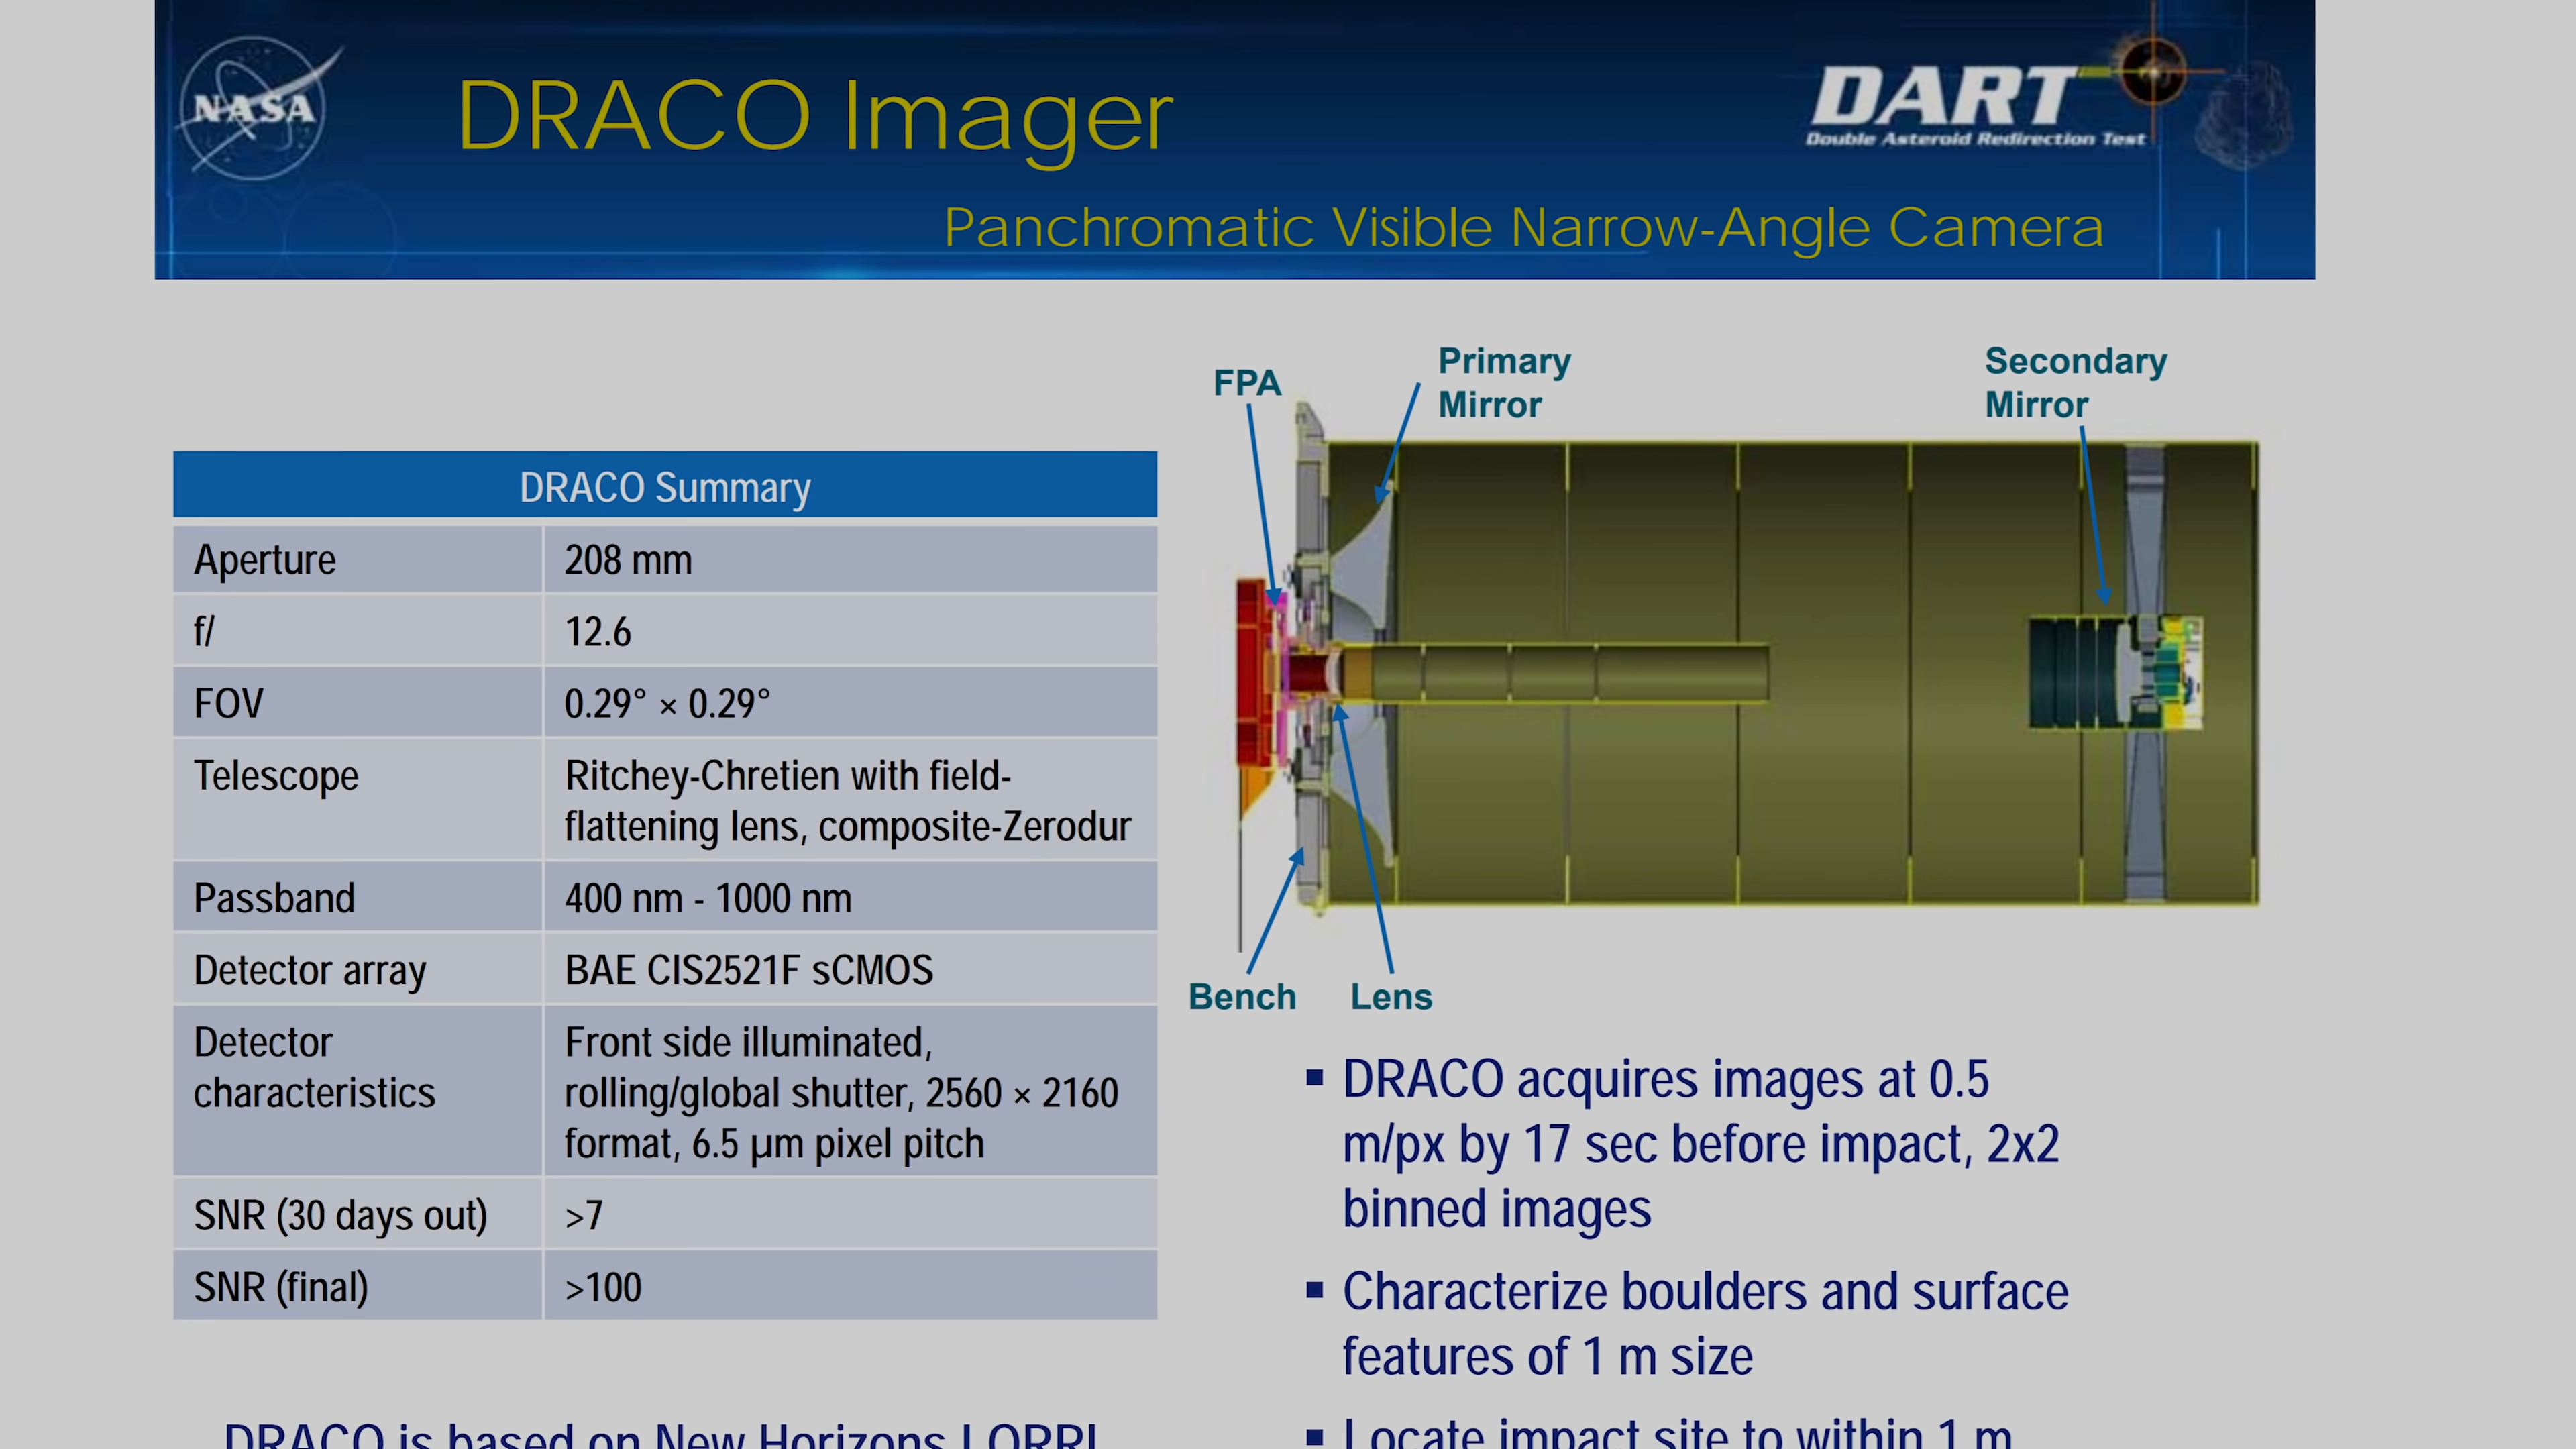 NASA
DRACO Imager
DART
Double Asteroid Redirection Test
Panchromatic Visible Narrow-Angle Camera
DRACO Summary
Aperture 208 mm
f/ 12.6
FOV 0.29° × 0.29°
Telescope Ritchey-Chretien with field-
flattening lens, composite-Zerodur
Passband 400 nm - 1000 nm
Detector array BAE CIS2521F sCMOS
Detector Front side illuminated,
characteristics rolling/global shutter, 2560 × 2160
format, 6.5 µm pixel pitch
SNR (30 days out) >7
SNR (final) >100
DRACO is based on New Horizons LORRI
FPA
Primary
Mirror
Secondary
Mirror
Bench
Lens
▪ DRACO acquires images at 0.5
m/px by 17 sec before impact, 2x2
binned images
▪ Characterize boulders and surface
features of 1 m size
▪ Locate impact site to within 1 m